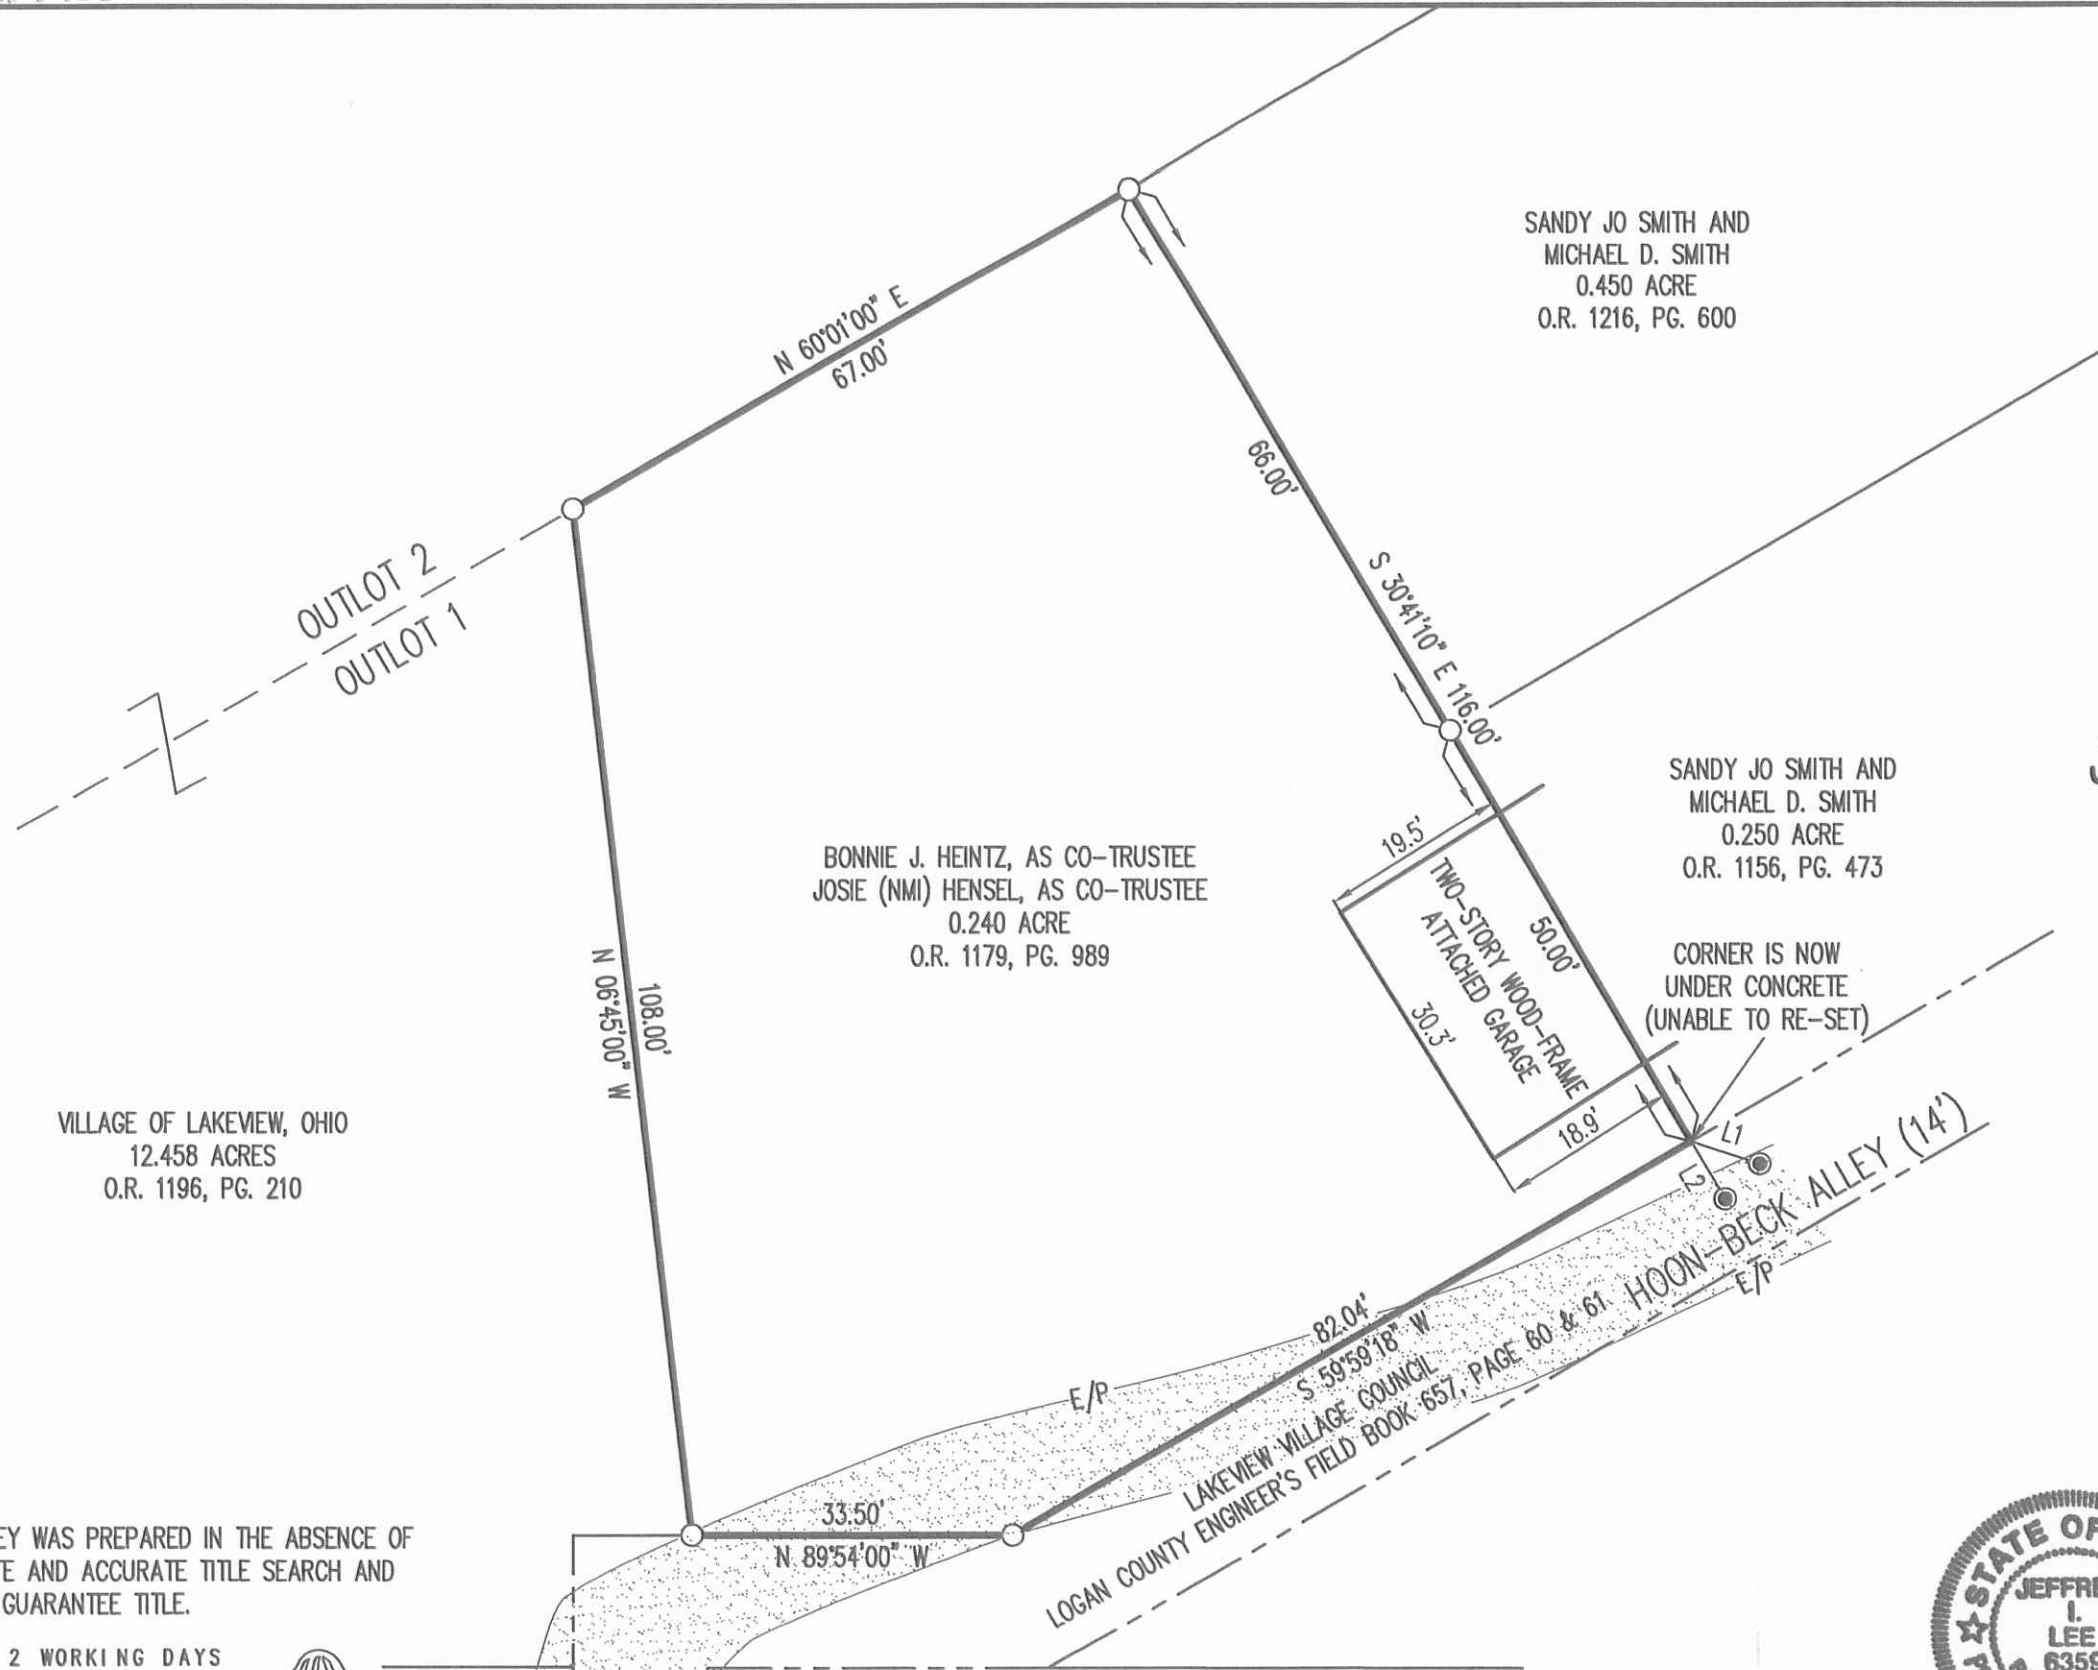 SANDY JO SMITH AND
MICHAEL D. SMITH
0.450 ACRE
O.R. 1216, PG. 600
N 60°01'00" E
67.00'
66.00'
S 30°41'10" E 116.00'
OUTLOT 2
OUTLOT 1
SANDY JO SMITH AND
MICHAEL D. SMITH
0.250 ACRE
O.R. 1156, PG. 473
19.5'
TWO-STORY WOOD-FRAME
ATTACHED GARAGE
50.00'
30.3'
18.9'
BONNIE J. HEINTZ, AS CO-TRUSTEE
JOSIE (NMI) HENSEL, AS CO-TRUSTEE
0.240 ACRE
O.R. 1179, PG. 989
CORNER IS NOW
UNDER CONCRETE
(UNABLE TO RE-SET)
108.00'
N 06°45'00" W
VILLAGE OF LAKEVIEW, OHIO
12.458 ACRES
O.R. 1196, PG. 210
L1
L2
HOON-BECK ALLEY (14')
E/P
82.04'
S 59°59'18" W
E/P
LAKEVIEW VILLAGE COUNCIL
LOGAN COUNTY ENGINEER'S FIELD BOOK 657, PAGE 60 & 61
33.50'
N 89°54'00" W
EY WAS PREPARED IN THE ABSENCE OF
TE AND ACCURATE TITLE SEARCH AND
GUARANTEE TITLE.
2 WORKING DAYS
STATE OF
JEFFRE
I.
LEE
635